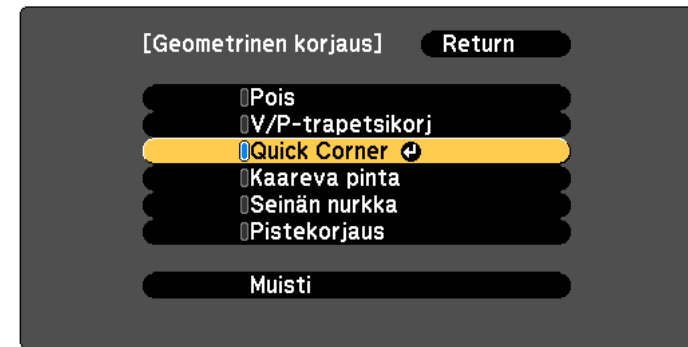 [Geometrinen korjaus] Return
Pois
V/P-trapetsikorj
Quick Corner
Kaareva pinta
Seinän nurkka
Pistekorjaus
Muisti